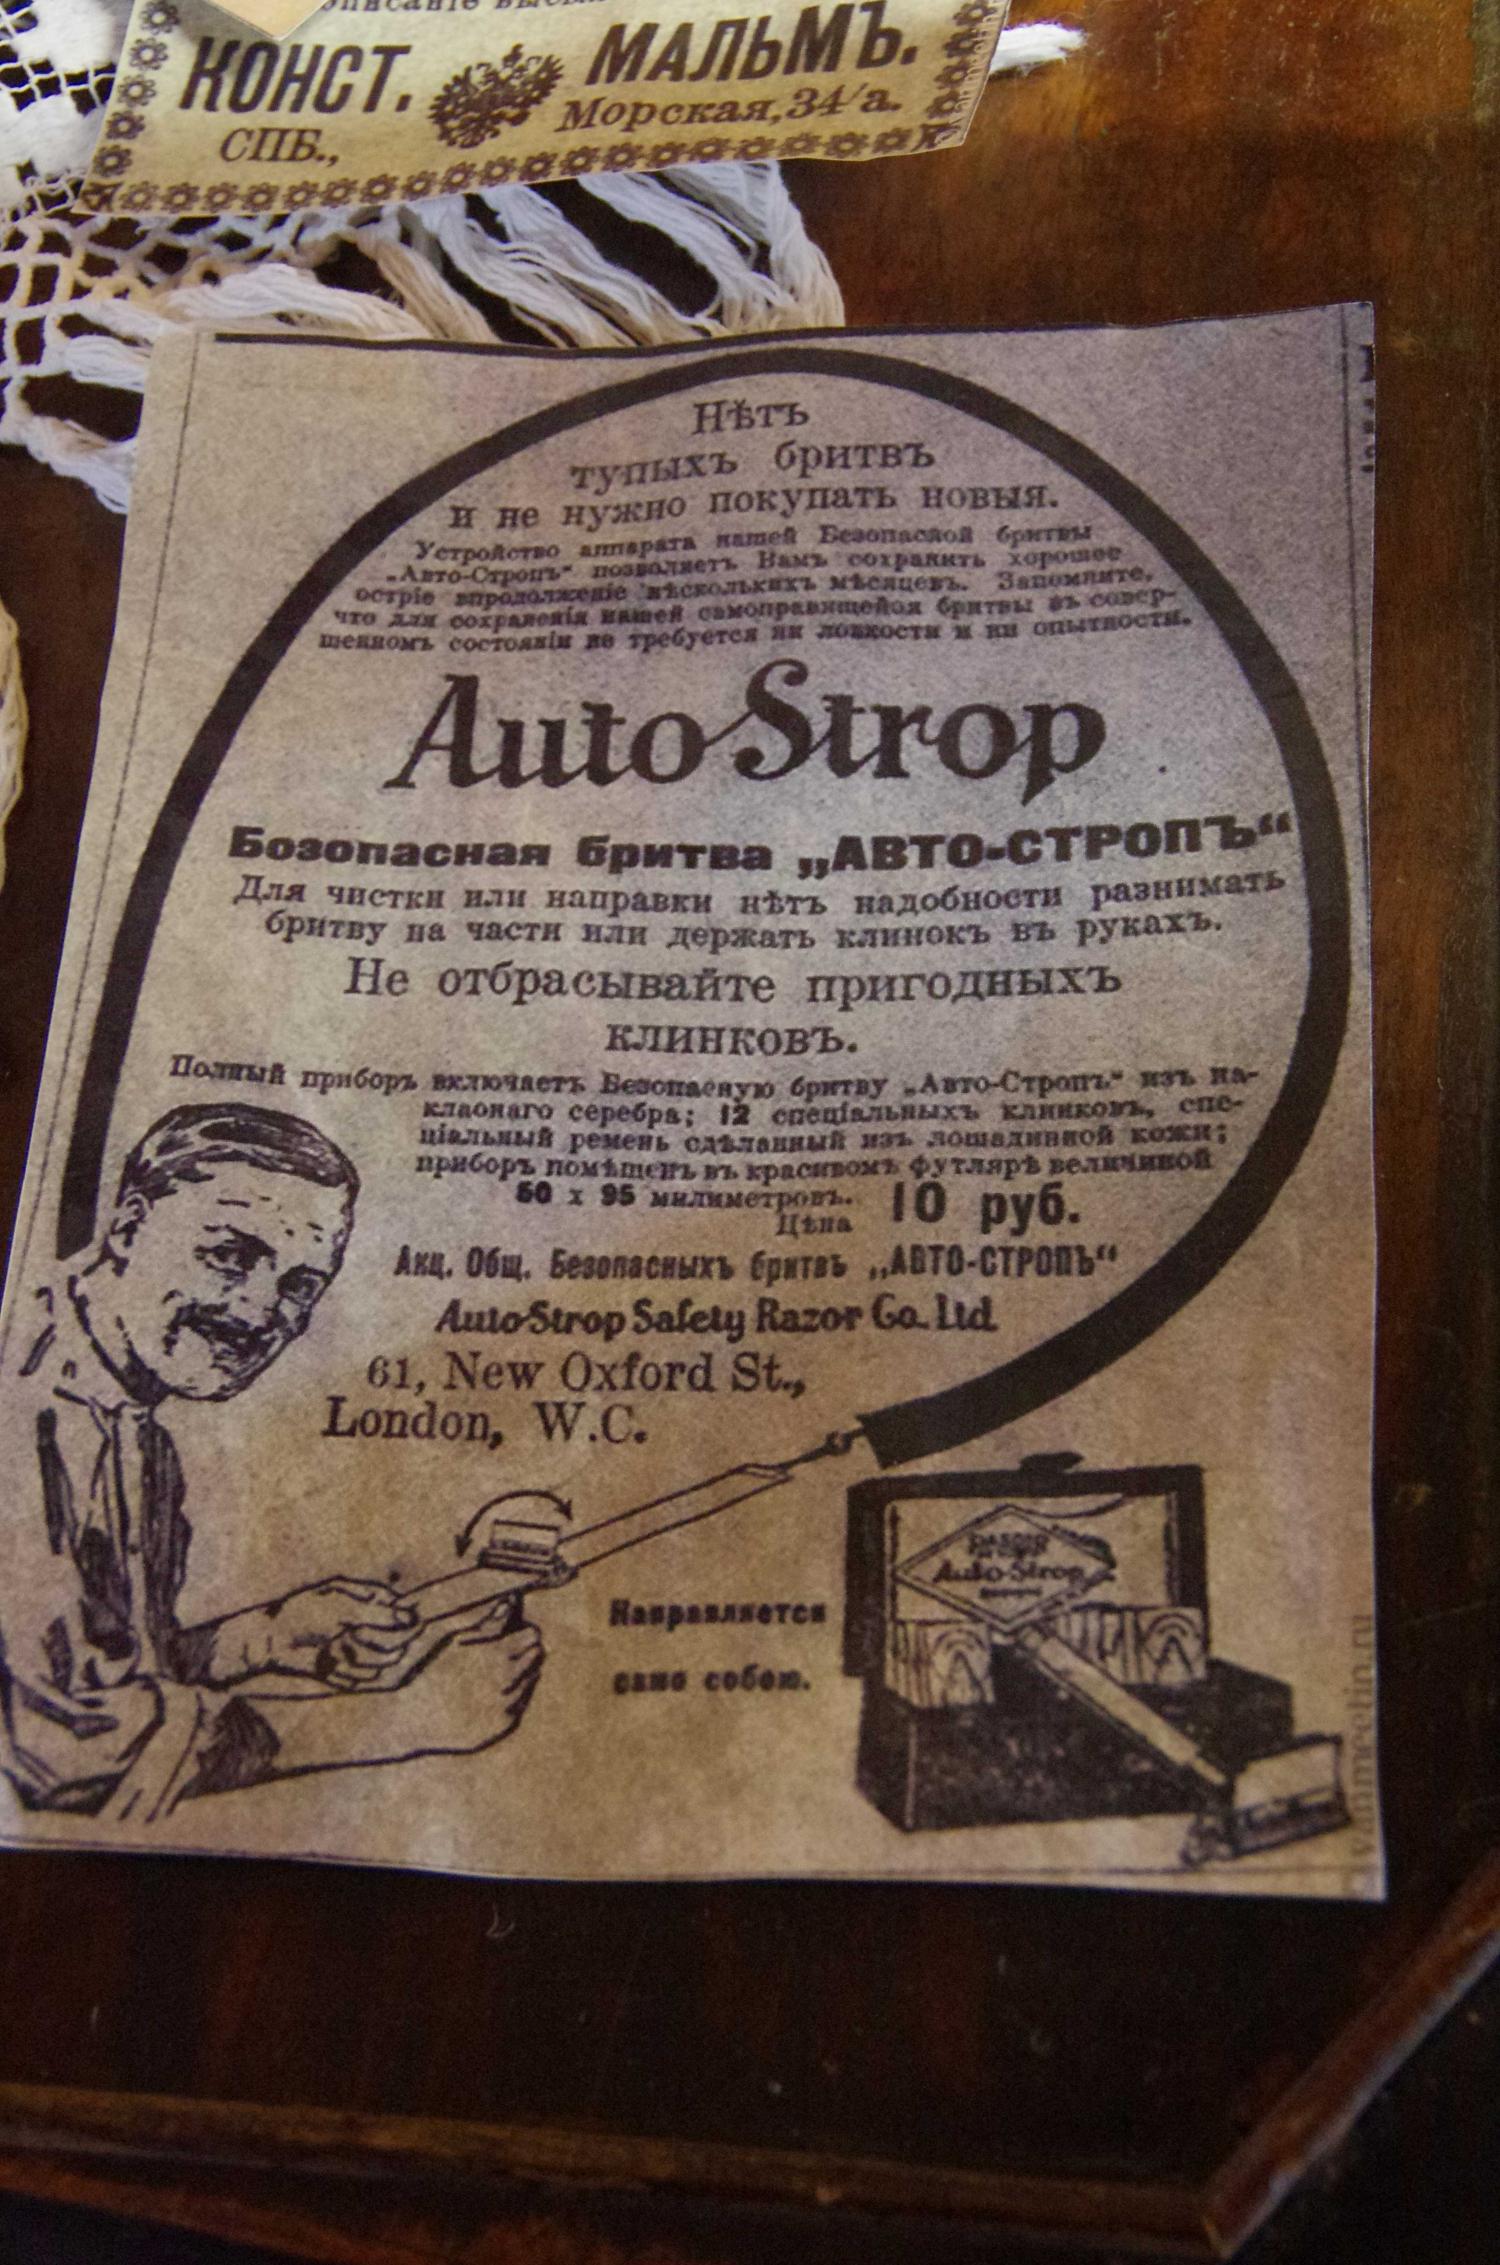 КОНСТ. МАЛЬМЪ.
СПБ., Морская, 34/а.
Нѣтъ
тупыхъ бритвъ
и не нужно покупать новыя.
Устройство аппарата нашей Безопасной бритвы
„Авто-Стропъ“ позволяетъ Вамъ сохранить хорошее
остріе впродолженіе нѣсколькихъ мѣсяцевъ. Запомните,
что для сохраненія нашей самоправящейся бритвы въ совер-
шенномъ состояніи не требуется ни ловкости и ни опытности.
Auto Strop
Безопасная бритва „АВТО-СТРОПЪ“
Для чистки или направки нѣтъ надобности разнимать
бритву на части или держать клинокъ въ рукахъ.
Не отбрасывайте пригодныхъ
клинковъ.
Полный приборъ включаетъ Безопасную бритву „Авто-Стропъ“ изъ на-
кладнаго серебра; 12 спеціальныхъ клинковъ, спе-
ціальный ремень сдѣланный изъ лошадинной кожи;
приборъ помѣщенъ въ красивомъ футлярѣ величиной
50 x 95 милиметровъ.
Цѣна 10 руб.
Акц. Общ. Безопасныхъ бритвъ „АВТО-СТРОПЪ“
Auto-Strop Safety Razor Co. Ltd
61, New Oxford St.,
London, W.C.
Auto-Strop
Направляется
само собою.
vanmeetin.ru